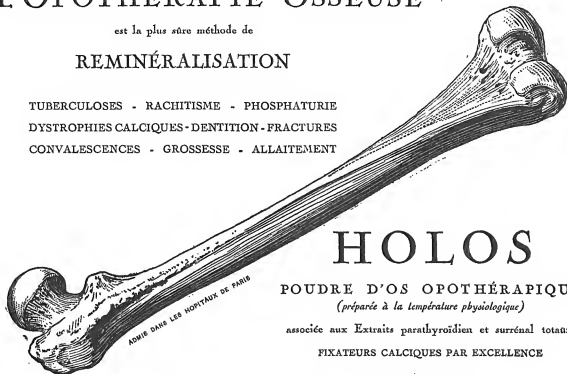 L'OPOTHÉRAPIE OSSEUSE
est la plus sûre méthode de
REMINÉRALISATION
TUBERCULOSES - RACHITISME - PHOSPHATURIE
DYSTROPHIES CALCIQUES - DENTITION - FRACTURES
CONVALESCENCES - GROSSESSE - ALLAITEMENT
ADMIS DANS LES HOPITAUX DE PARIS
HOLOS
POUDRE D'OS OPOTHÉRAPIQU
(préparée à la température physiologique)
associée aux Extraits parathyroïdien et surrénal totau
FIXATEURS CALCIQUES PAR EXCELLENCE